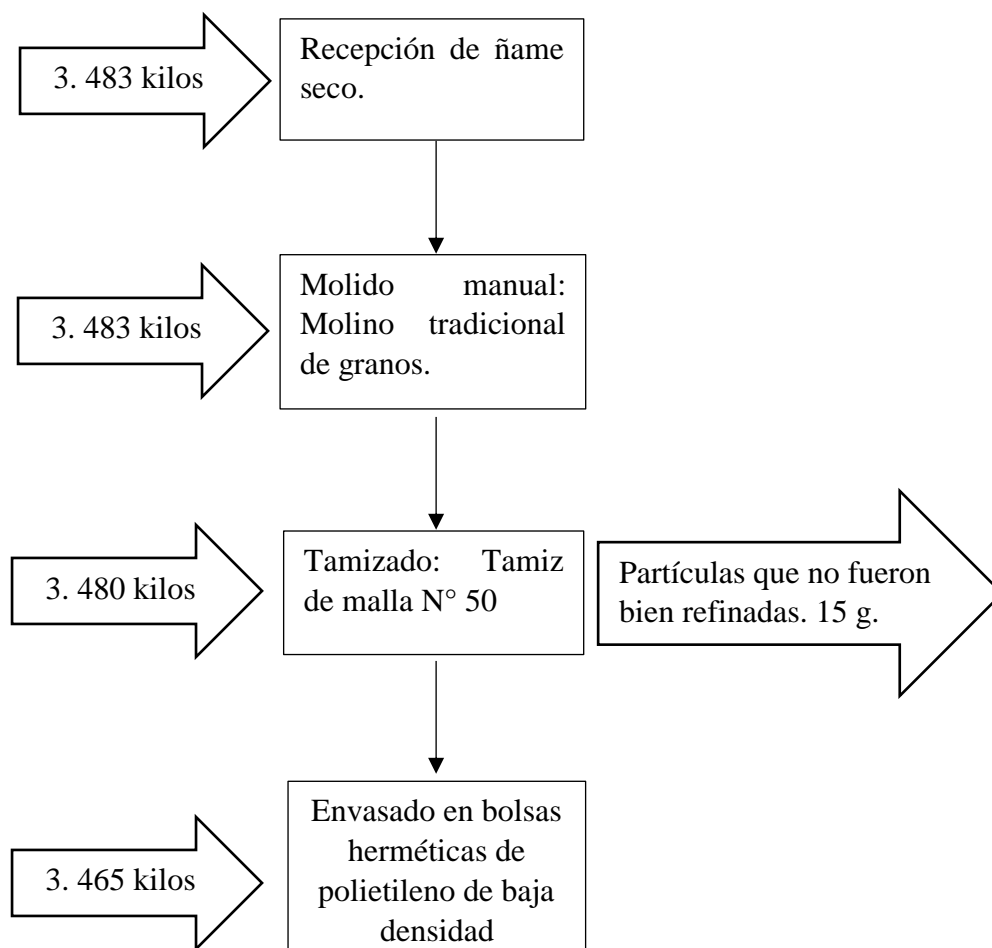 3. 483 kilos
Recepción de ñame
seco.
3. 483 kilos
Molido manual:
Molino tradicional
de granos.
3. 480 kilos
Tamizado: Tamiz
de malla N° 50
Partículas que no fueron
bien refinadas. 15 g.
3. 465 kilos
Envasado en bolsas
herméticas de
polietileno de baja
densidad